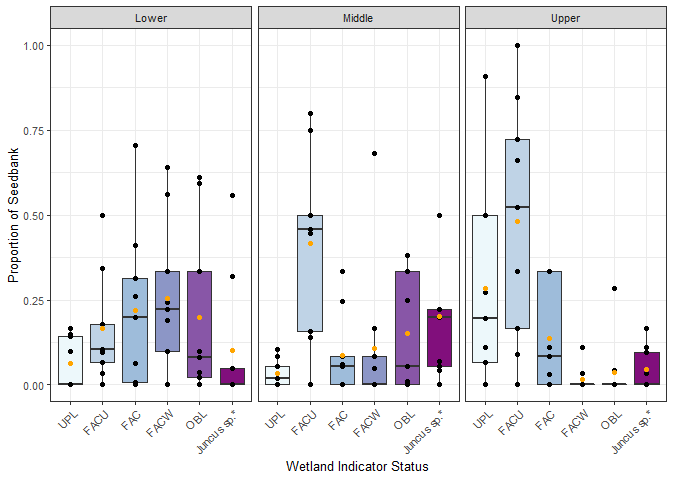 Lower Middle Upper
Proportion of Seedbank
1.00
0.75
0.50
0.25
0.00
UPL FACU FAC FACW OBL Juncus sp.* UPL FACU FAC FACW OBL Juncus sp.* UPL FACU FAC FACW OBL Juncus sp.*
Wetland Indicator Status